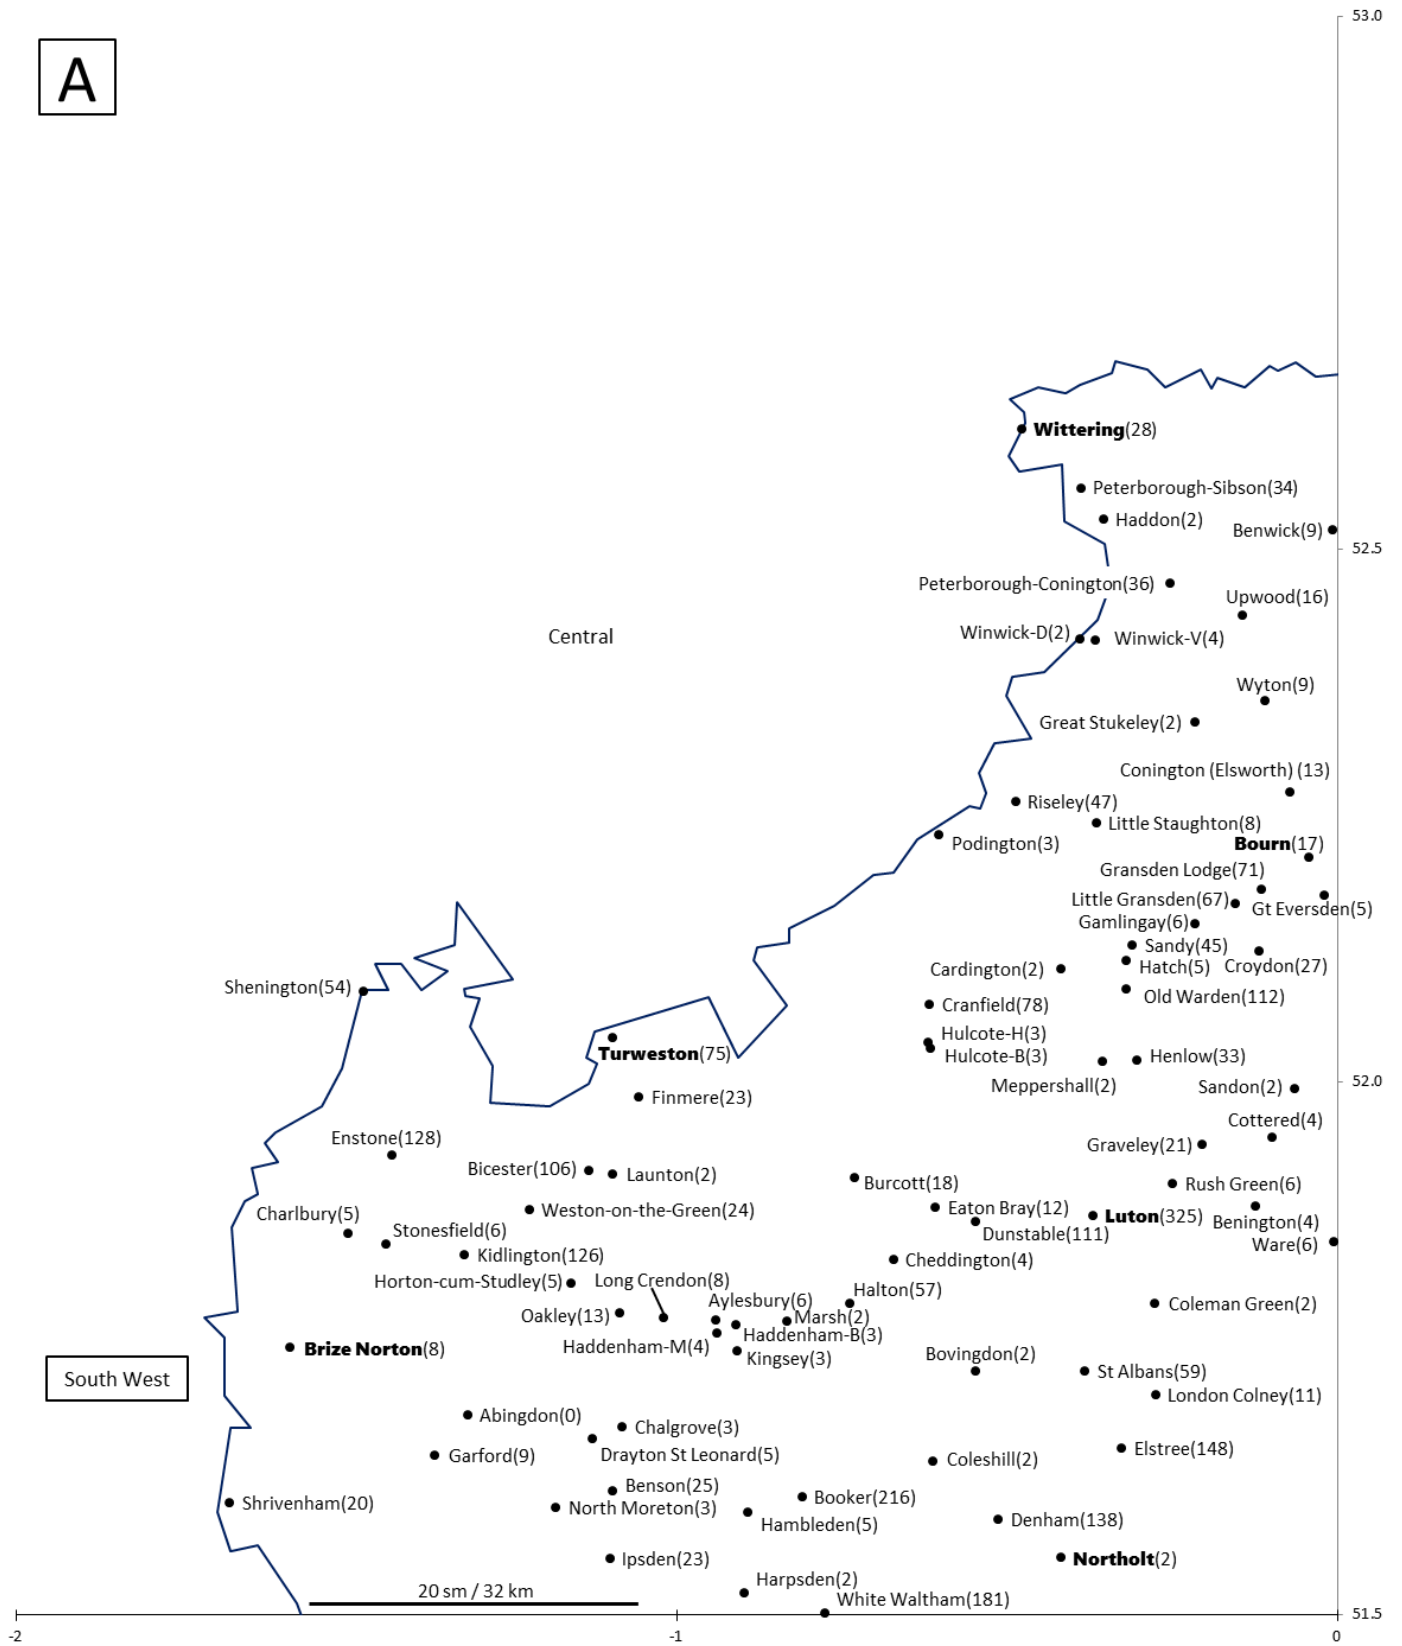 53.0
A
Wittering(28)
Peterborough-Sibson(34)
Haddon(2)
Benwick(9)
52.5
Peterborough-Conington(36)
Upwood(16)
Central
Winwick-D(2)
Winwick-V(4)
Wyton(9)
Great Stukeley(2)
Conington (Elsworth) (13)
Riseley(47)
Little Staughton(8)
Podington(3)
Bourn(17)
Gransden Lodge(71)
Little Gransden(67)
Gt Eversden(5)
Gamlingay(6)
Sandy(45)
Hatch(5)
Croydon(27)
Cardington(2)
Shenington(54)
Old Warden(112)
Cranfield(78)
Hulcote-H(3)
Turweston(75)
Hulcote-B(3)
Henlow(33)
52.0
Meppershall(2)
Sandon(2)
Finmere(23)
Cottered(4)
Enstone(128)
Graveley(21)
Bicester(106)
Launton(2)
Burcott(18)
Rush Green(6)
Weston-on-the-Green(24)
Eaton Bray(12)
Charlbury(5)
Luton(325)
Benington(4)
Stonesfield(6)
Dunstable(111)
Ware(6)
Kidlington(126)
Cheddington(4)
Horton-cum-Studley(5)
Long Crendon(8)
Halton(57)
Aylesbury(6)
Coleman Green(2)
Oakley(13)
Marsh(2)
Haddenham-B(3)
Brize Norton(8)
Haddenham-M(4)
Kingsey(3)
Bovingdon(2)
South West
St Albans(59)
London Colney(11)
Abingdon(0)
Chalgrove(3)
Garford(9)
Drayton St Leonard(5)
Elstree(148)
Coleshill(2)
Benson(25)
Booker(216)
Shrivenham(20)
North Moreton(3)
Hambleden(5)
Denham(138)
Ipsden(23)
Northolt(2)
Harpsden(2)
20 sm / 32 km
White Waltham(181)
51.5
-2
-1
0